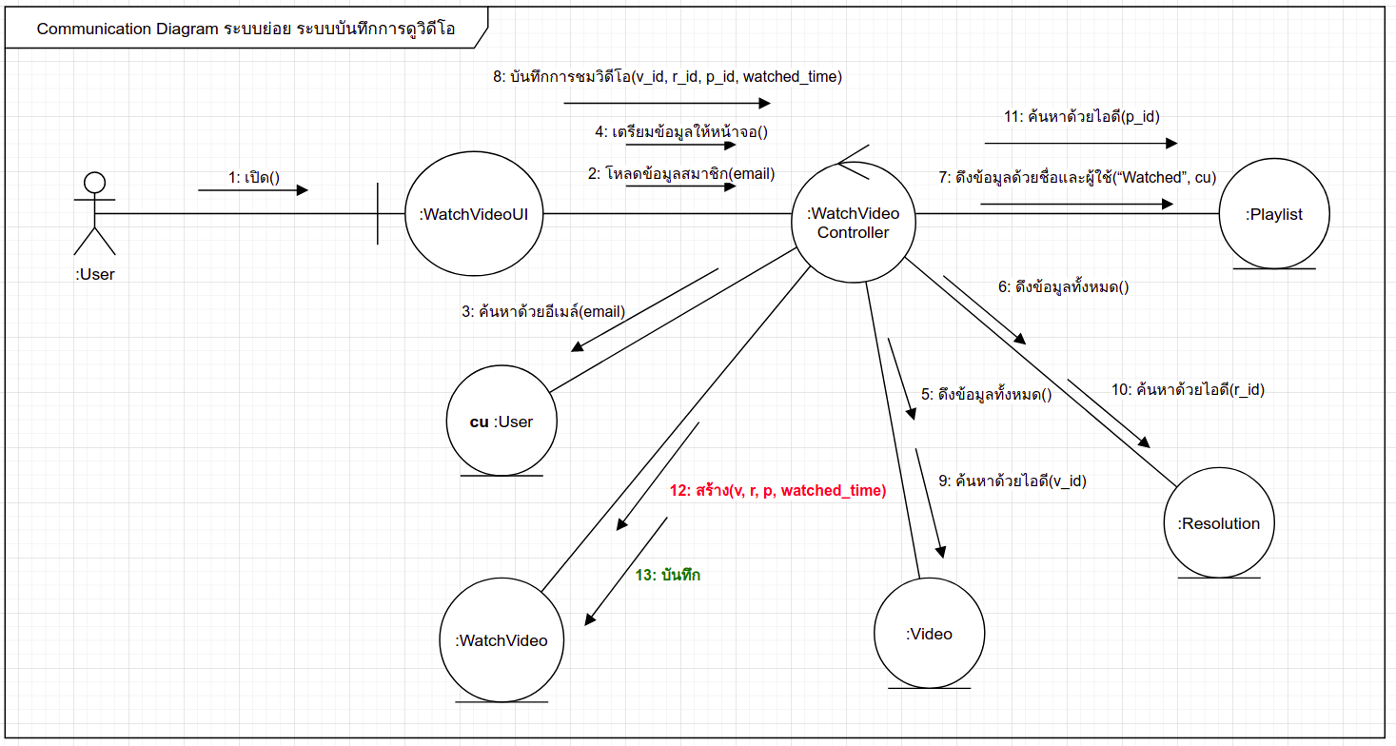 Communication Diagram ระบบย่อย ระบบบันทึกการดูวิดีโอ
8: บันทึกการชมวิดีโอ(v_id, r_id, p_id, watched_time)
4: เตรียมข้อมูลให้หน้าจอ()
2: โหลดข้อมูลสมาชิก(email)
11: ค้นหาด้วยไอดี(p_id)
7: ดึงข้อมูลด้วยชื่อและผู้ใช้(“Watched”, cu)
1: เปิด()
:User
:WatchVideoUI
:WatchVideo
Controller
:Playlist
3: ค้นหาด้วยอีเมล์(email)
6: ดึงข้อมูลทั้งหมด()
5: ดึงข้อมูลทั้งหมด()
10: ค้นหาด้วยไอดี(r_id)
cu :User
12: สร้าง(v, r, p, watched_time)
9: ค้นหาด้วยไอดี(v_id)
:Resolution
13: บันทึก
:WatchVideo
:Video